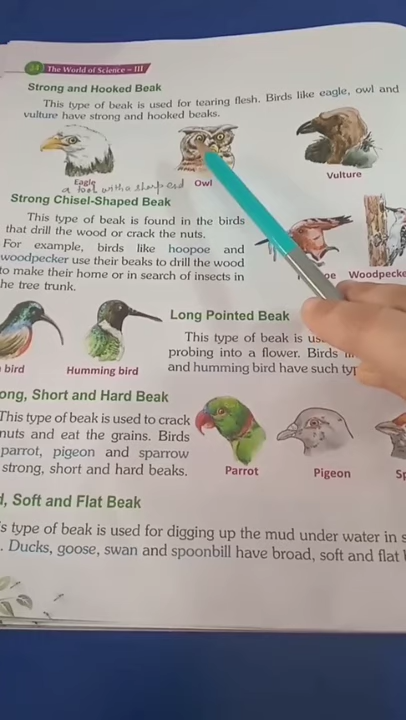 24 The World of Science – III
Strong and Hooked Beak
This type of beak is used for tearing flesh. Birds like eagle, owl and
vulture have strong and hooked beaks.
Eagle Owl Vulture
a tool with a sharp end
Strong Chisel-Shaped Beak
This type of beak is found in the birds
that drill the wood or crack the nuts.
For example, birds like hoopoe and
woodpecker use their beaks to drill the wood
to make their home or in search of insects in
he tree trunk.
oe Woodpecke
Long Pointed Beak
This type of beak is us
probing into a flower. Birds
and humming bird have such typ
bird Humming bird
ong, Short and Hard Beak
This type of beak is used to crack
nuts and eat the grains. Birds
parrot, pigeon and sparrow
strong, short and hard beaks.
Parrot Pigeon Sp
d, Soft and Flat Beak
s type of beak is used for digging up the mud under water in s
. Ducks, goose, swan and spoonbill have broad, soft and flat